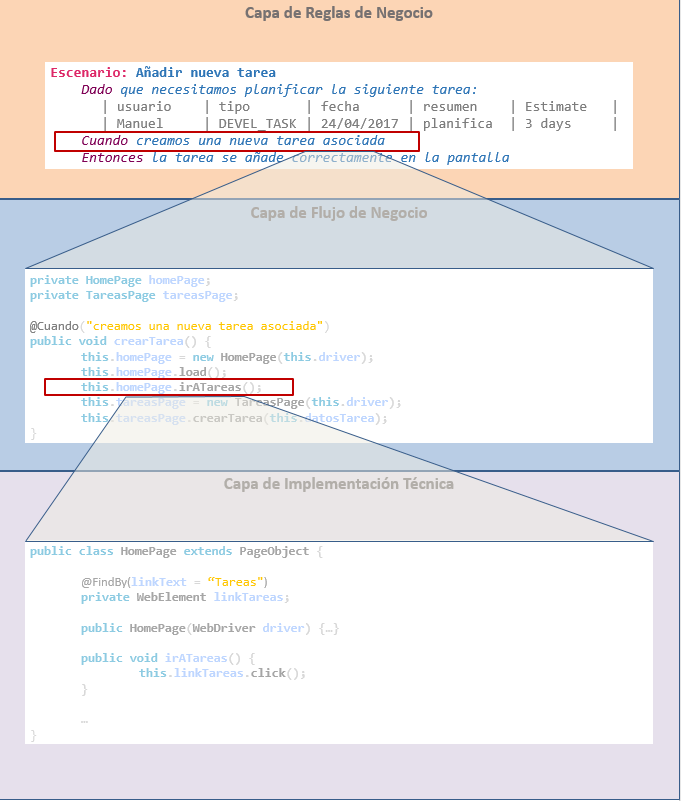 Capa de Reglas de Negocio
Escenario: Añadir nueva tarea
Dado que necesitamos planificar la siguiente tarea:
| usuario | tipo | fecha | resumen | Estimate |
| Manuel | DEVEL_TASK | 24/04/2017 | planifica | 3 days |
Cuando creamos una nueva tarea asociada
Entonces la tarea se añade correctamente en la pantalla
Capa de Flujo de Negocio
private HomePage homePage;
private TareasPage tareasPage;
@Cuando("creamos una nueva tarea asociada")
public void crearTarea() {
this.homePage = new HomePage(this.driver);
this.homePage.load();
this.homePage.irATareas();
this.tareasPage = new TareasPage(this.driver);
this.tareasPage.crearTarea(this.datosTarea);
}
Capa de Implementación Técnica
public class HomePage extends PageObject {
@FindBy(linkText = “Tareas")
private WebElement linkTareas;
public HomePage(WebDriver driver) {…}
public void irATareas() {
this.linkTareas.click();
}
…
}